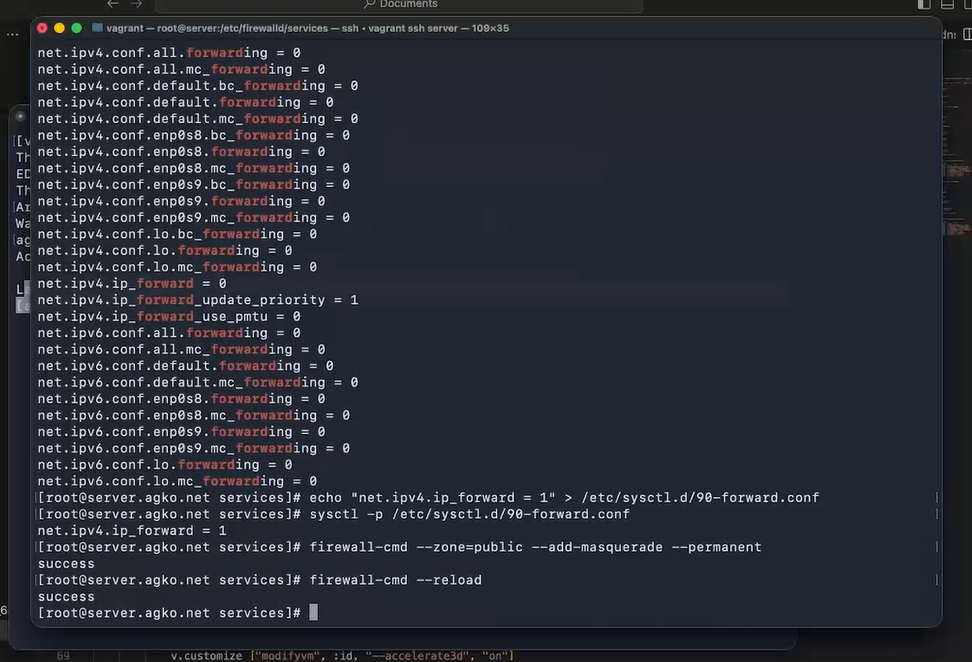 Documents
vagrant — root@server:/etc/firewalld/services — ssh • vagrant ssh server — 109×35
net.ipv4.conf.all.forwarding = 0
net.ipv4.conf.all.mc_forwarding = 0
net.ipv4.conf.default.bc_forwarding = 0
net.ipv4.conf.default.forwarding = 0
net.ipv4.conf.default.mc_forwarding = 0
net.ipv4.conf.enp0s8.bc_forwarding = 0
net.ipv4.conf.enp0s8.forwarding = 0
net.ipv4.conf.enp0s8.mc_forwarding = 0
net.ipv4.conf.enp0s9.bc_forwarding = 0
net.ipv4.conf.enp0s9.forwarding = 0
net.ipv4.conf.enp0s9.mc_forwarding = 0
net.ipv4.conf.lo.bc_forwarding = 0
net.ipv4.conf.lo.forwarding = 0
net.ipv4.conf.lo.mc_forwarding = 0
net.ipv4.ip_forward = 0
net.ipv4.ip_forward_update_priority = 1
net.ipv4.ip_forward_use_pmtu = 0
net.ipv6.conf.all.forwarding = 0
net.ipv6.conf.all.mc_forwarding = 0
net.ipv6.conf.default.forwarding = 0
net.ipv6.conf.default.mc_forwarding = 0
net.ipv6.conf.enp0s8.forwarding = 0
net.ipv6.conf.enp0s8.mc_forwarding = 0
net.ipv6.conf.enp0s9.forwarding = 0
net.ipv6.conf.enp0s9.mc_forwarding = 0
net.ipv6.conf.lo.forwarding = 0
net.ipv6.conf.lo.mc_forwarding = 0
[root@server.agko.net services]# echo "net.ipv4.ip_forward = 1" > /etc/sysctl.d/90-forward.conf
[root@server.agko.net services]# sysctl -p /etc/sysctl.d/90-forward.conf
net.ipv4.ip_forward = 1
[root@server.agko.net services]# firewall-cmd --zone=public --add-masquerade --permanent
success
[root@server.agko.net services]# firewall-cmd --reload
success
[root@server.agko.net services]#
69 v.customize ["modifyvm", :id, "--accelerate3d", "on"]